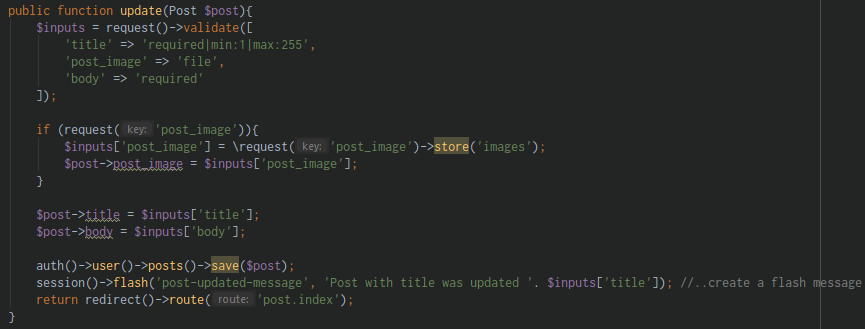 public function update(Post $post){
    $inputs = request()->validate([
        'title' => 'required|min:1|max:255',
        'post_image' => 'file',
        'body' => 'required'
    ]);
    if (request( key: 'post_image')){
        $inputs['post_image'] = \request( key: 'post_image')->store('images');
        $post->post_image = $inputs['post_image'];
    }
    $post->title = $inputs['title'];
    $post->body = $inputs['body'];
    auth()->user()->posts()->save($post);
    session()->flash('post-updated-message', 'Post with title was updated '. $inputs['title']); //..create a flash message
    return redirect()->route( route: 'post.index');
}